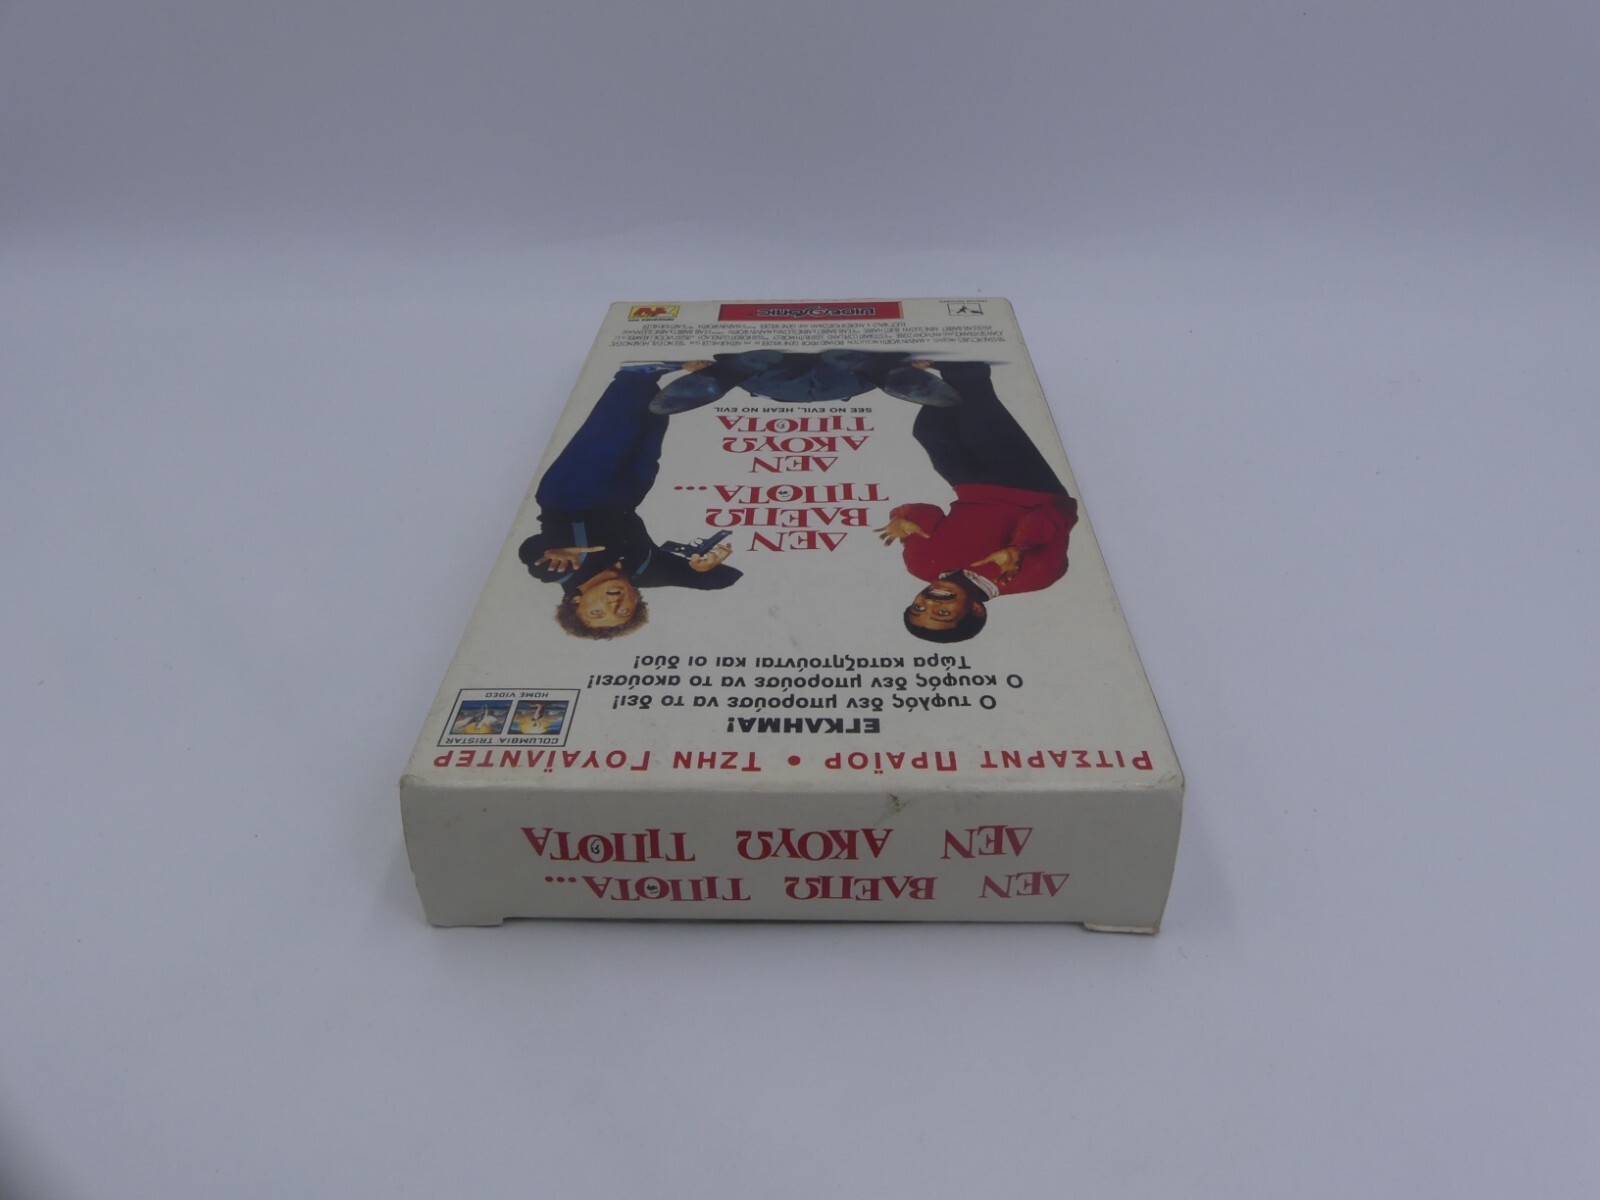 ΡΙΤΣΑΡΝΤ ΠΡΑΪΟΡ • ΤΖΗΝ ΓΟΥΑΪΛΝΤΕΡ
COLUMBIA TRISTAR
HOME VIDEO
ΕΓΚΛΗΜΑ!
Ο τυφλός δεν μπορούσε να το δει!
Ο κουφός δεν μπορούσε να το ακούσει!
Τώρα καταζητούνται και οι δύο!
ΔΕΝ
ΒΛΕΠΩ
ΤΙΠΟΤΑ...
ΔΕΝ
ΑΚΟΥΩ
ΤΙΠΟΤΑ
SEE NO EVIL, HEAR NO EVIL
VIDEOSONIC
ΔΕΝ ΒΛΕΠΩ ΤΙΠΟΤΑ...
ΔΕΝ ΑΚΟΥΩ ΤΙΠΟΤΑ